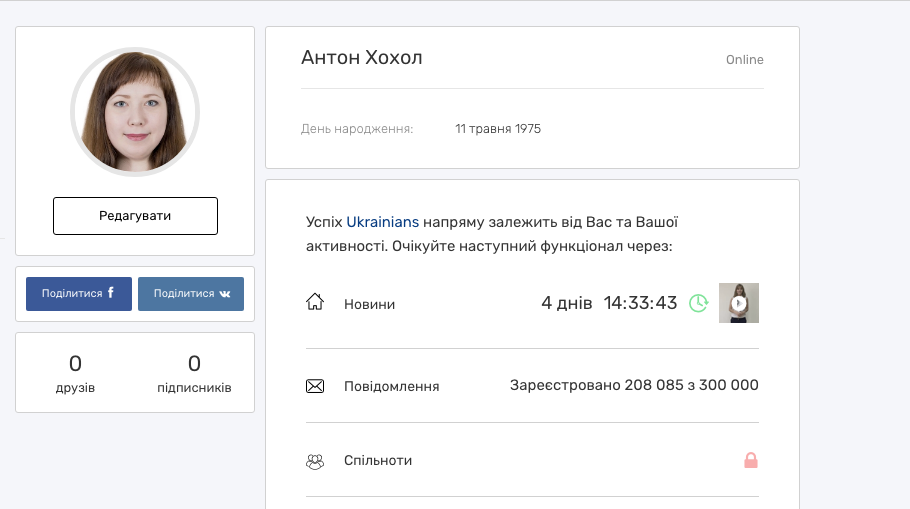 Антон Хохол
Online
День народження: 11 травня 1975
Редагувати
Поділитися f
Поділитися
0 друзів
0 підписників
Успіх Ukrainians напряму залежить від Вас та Вашої
активності. Очікуйте наступний функціонал через:
Новини 4 днів 14:33:43
Повідомлення Зареєстровано 208 085 з 300 000
Спільноти